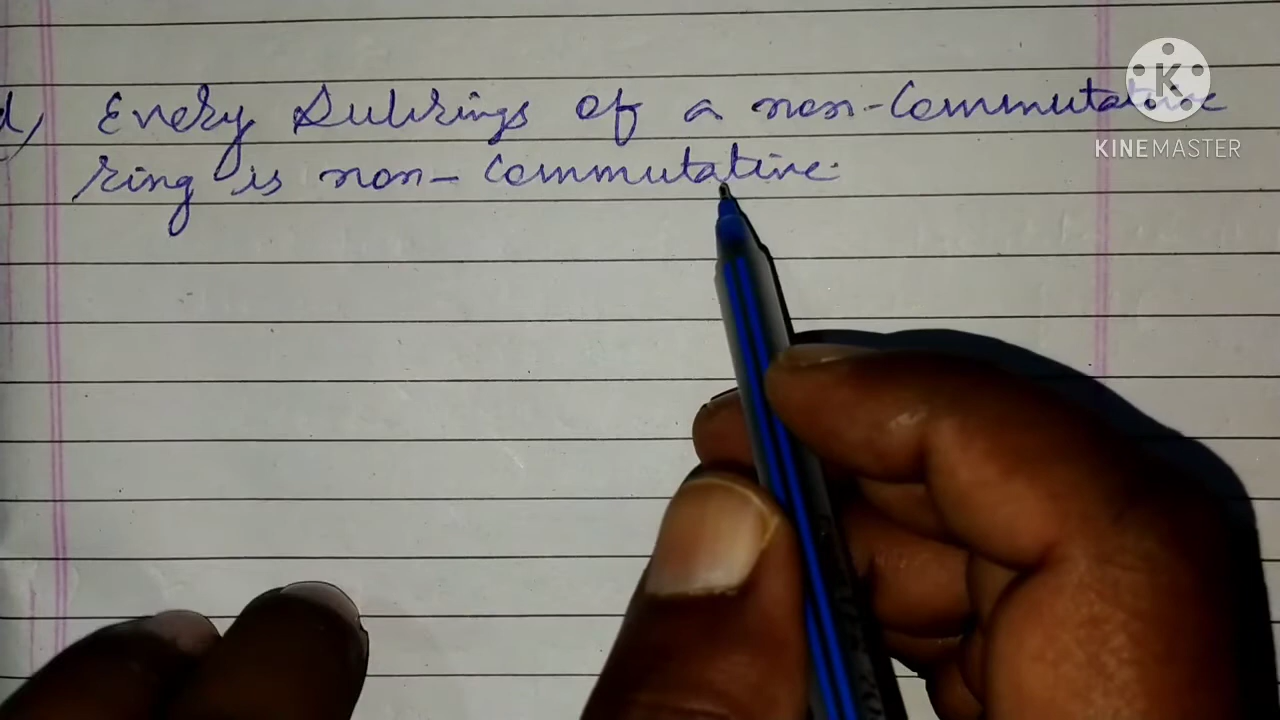 d) Every Subrings of a non-Commutative
ring is non-Commutative.
K
KINEMASTER